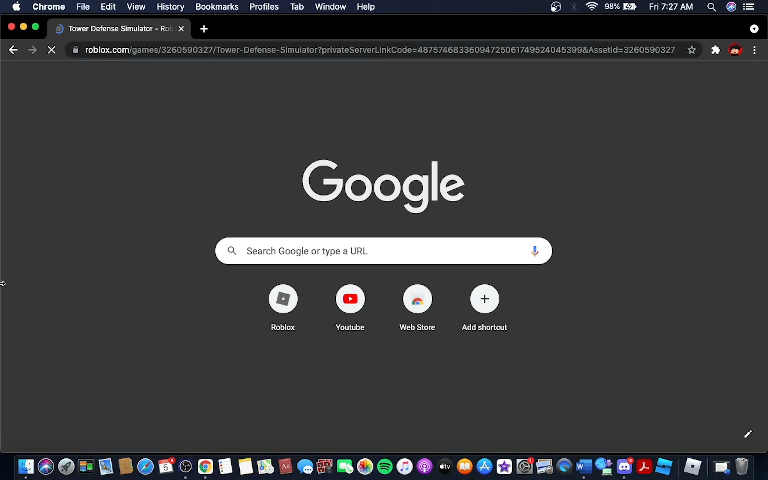 Chrome File Edit View History Bookmarks Profiles Tab Window Help 98% Fri 7:27 AM
Tower Defense Simulator - Rob
roblox.com/games/3260590327/Tower-Defense-Simulator?privateServerLinkCode=48757468336094725061749524045399&AssetId=3260590327
Google
Search Google or type a URL
Roblox Youtube Web Store Add shortcut